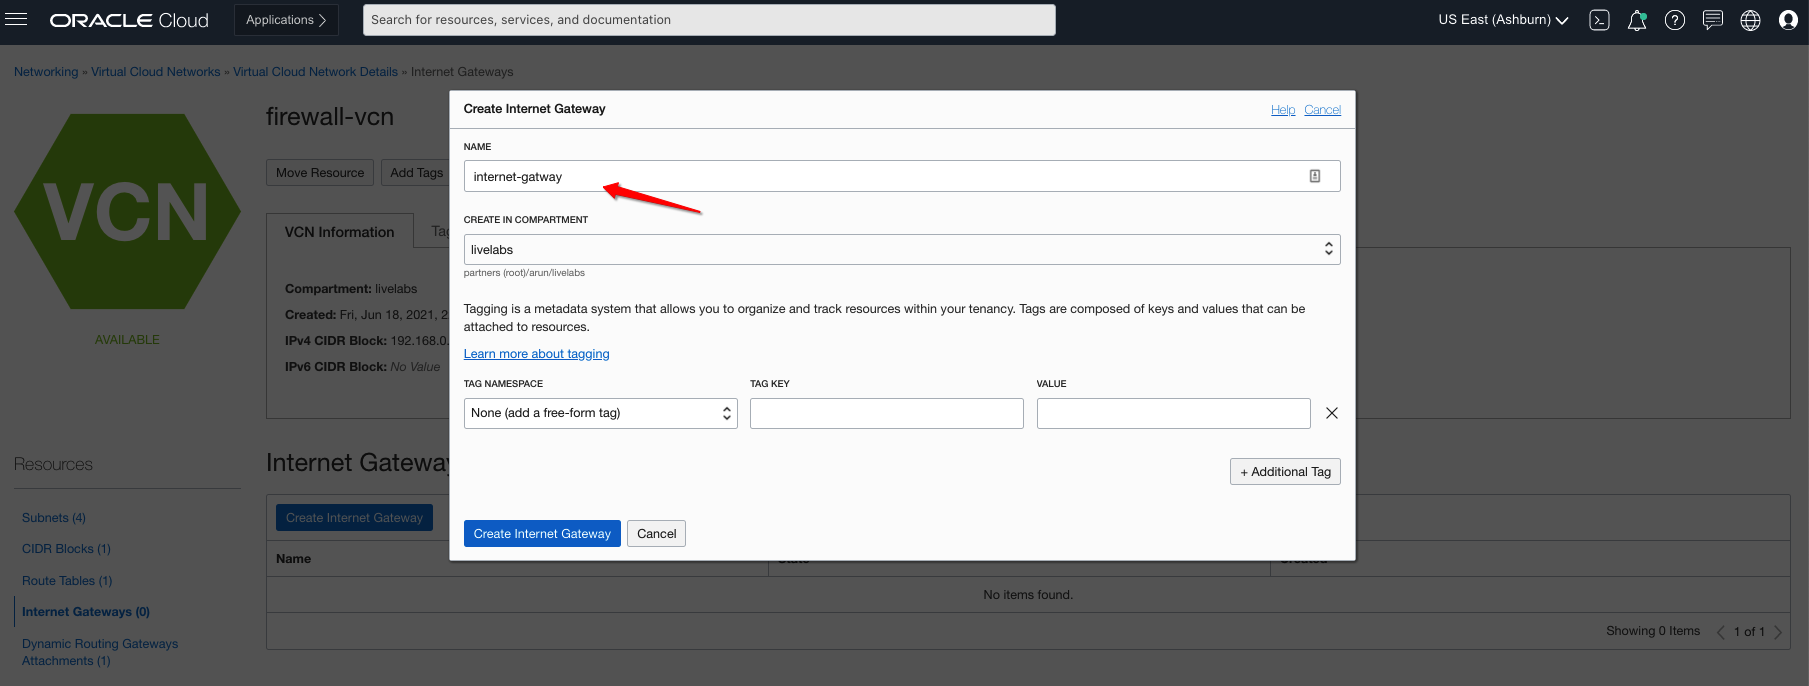 ORACLE Cloud
Applications
Search for resources, services, and documentation
US East (Ashburn)
Networking » Virtual Cloud Networks » Virtual Cloud Network Details » Internet Gateways
VCN
AVAILABLE
firewall-vcn
Move Resource
Add Tags
VCN Information
Compartment: livelabs
Created: Fri, Jun 18, 2021,
IPv4 CIDR Block: 192.168.0.
IPv6 CIDR Block: No Value
Create Internet Gateway
Help
Cancel
NAME
internet-gatway
CREATE IN COMPARTMENT
livelabs
partners (root)/arun/livelabs
Tagging is a metadata system that allows you to organize and track resources within your tenancy. Tags are composed of keys and values that can be
attached to resources.
Learn more about tagging
TAG NAMESPACE
TAG KEY
VALUE
None (add a free-form tag)
+ Additional Tag
Create Internet Gateway
Cancel
Resources
Subnets (4)
CIDR Blocks (1)
Route Tables (1)
Internet Gateways (0)
Dynamic Routing Gateways
Attachments (1)
Internet Gateway
Create Internet Gateway
Name
No items found.
Showing 0 Items
1 of 1